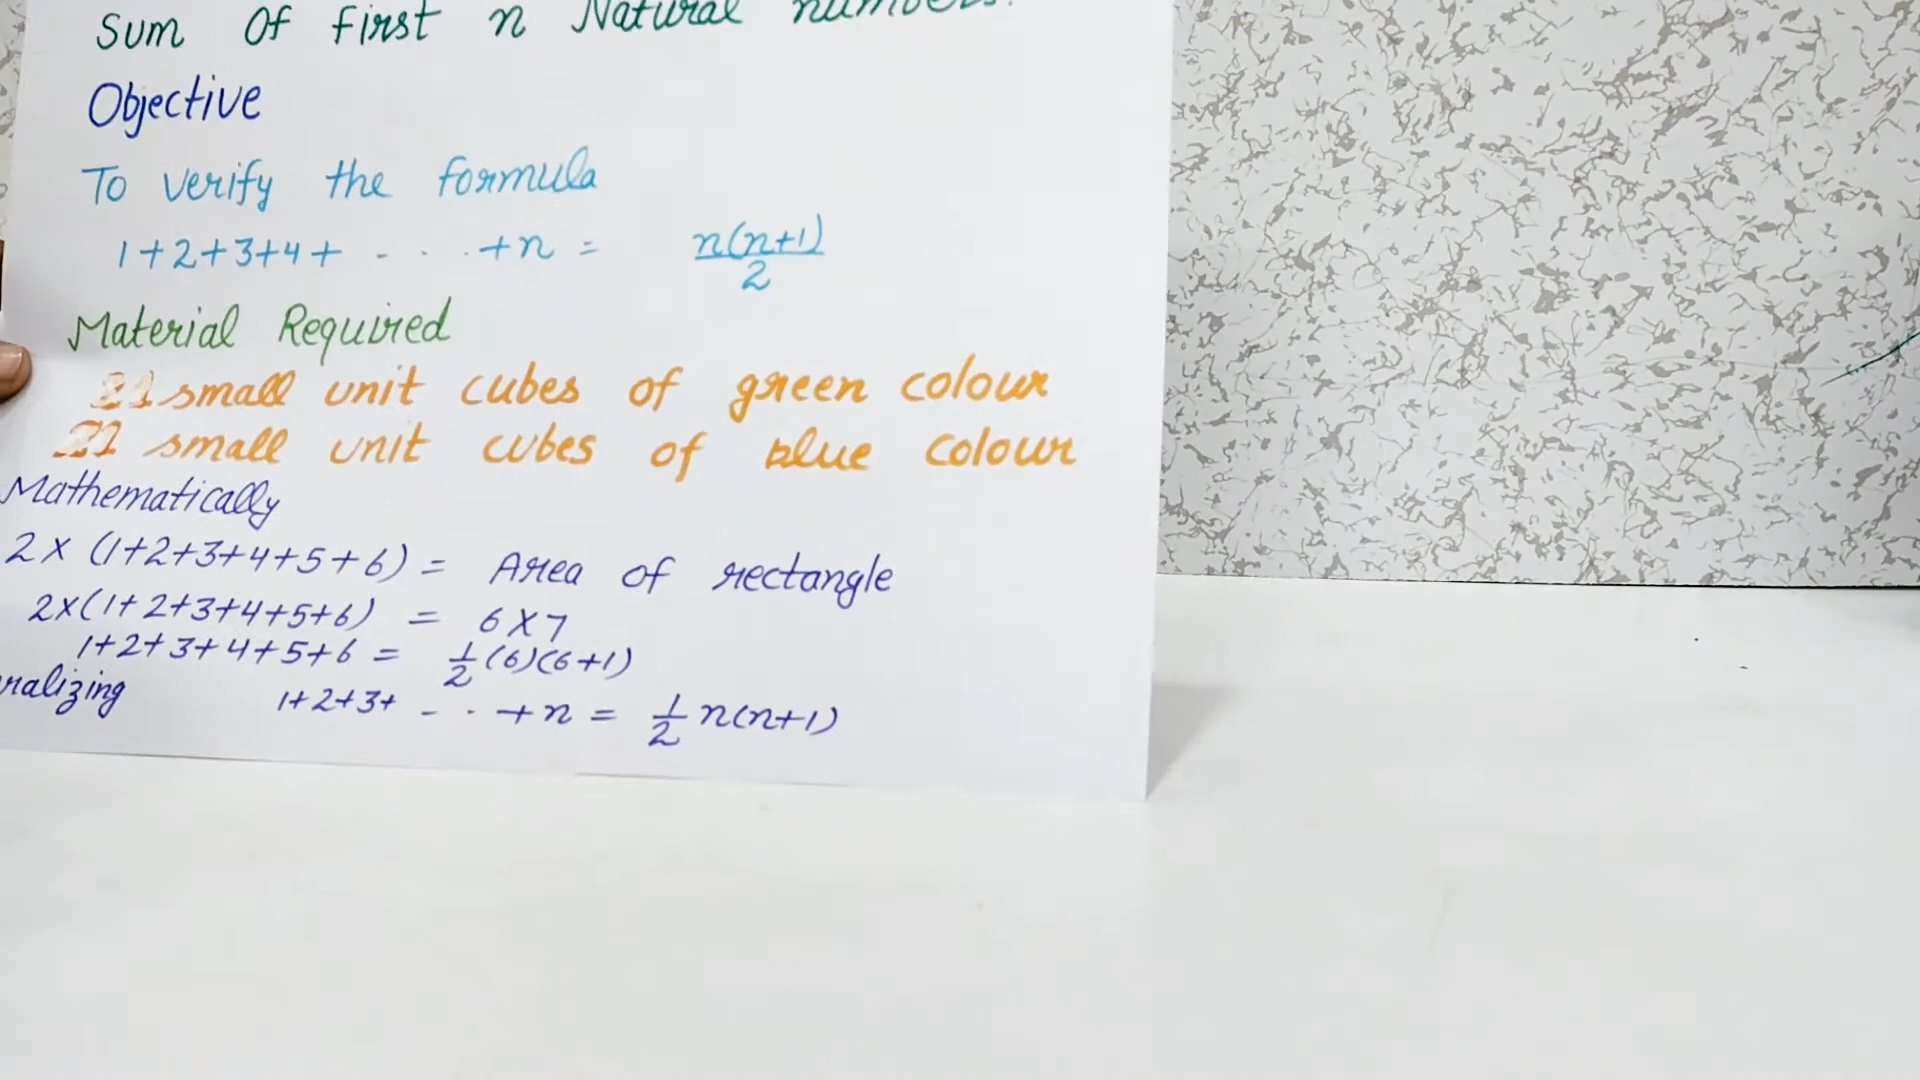 Sum Of First n Natural numbers.
Objective
To verify the formula
1+2+3+4+ - . . +n = n(n+1)/2
Material Required
21 small unit cubes of green colour
21 small unit cubes of blue colour
Mathematically
2 x (1+2+3+4+5+6) = Area of rectangle
2x(1+2+3+4+5+6) = 6 x 7
1+2+3+4+5+6 = 1/2 (6)(6+1)
ralizing 1+2+3+ - . . +n = 1/2 n(n+1)